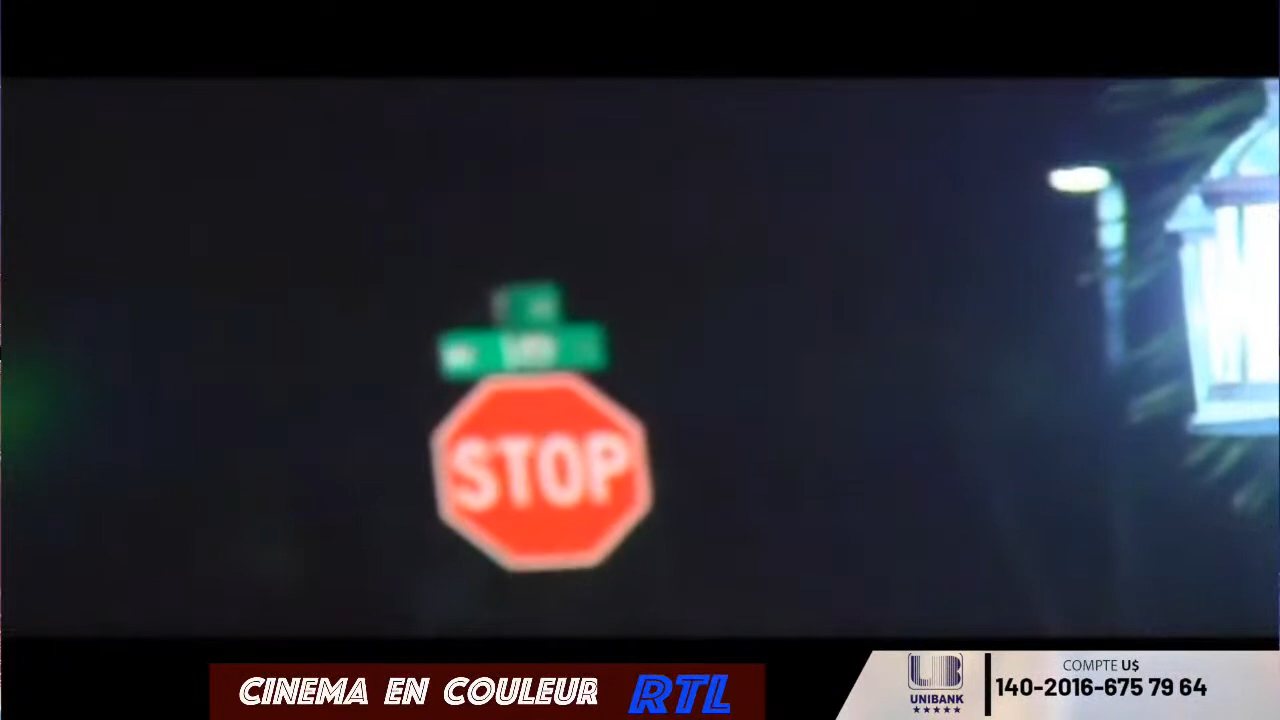 STOP
CINEMA EN COULEUR RTL
UNIBANK
COMPTE U$
140-2016-675 79 64